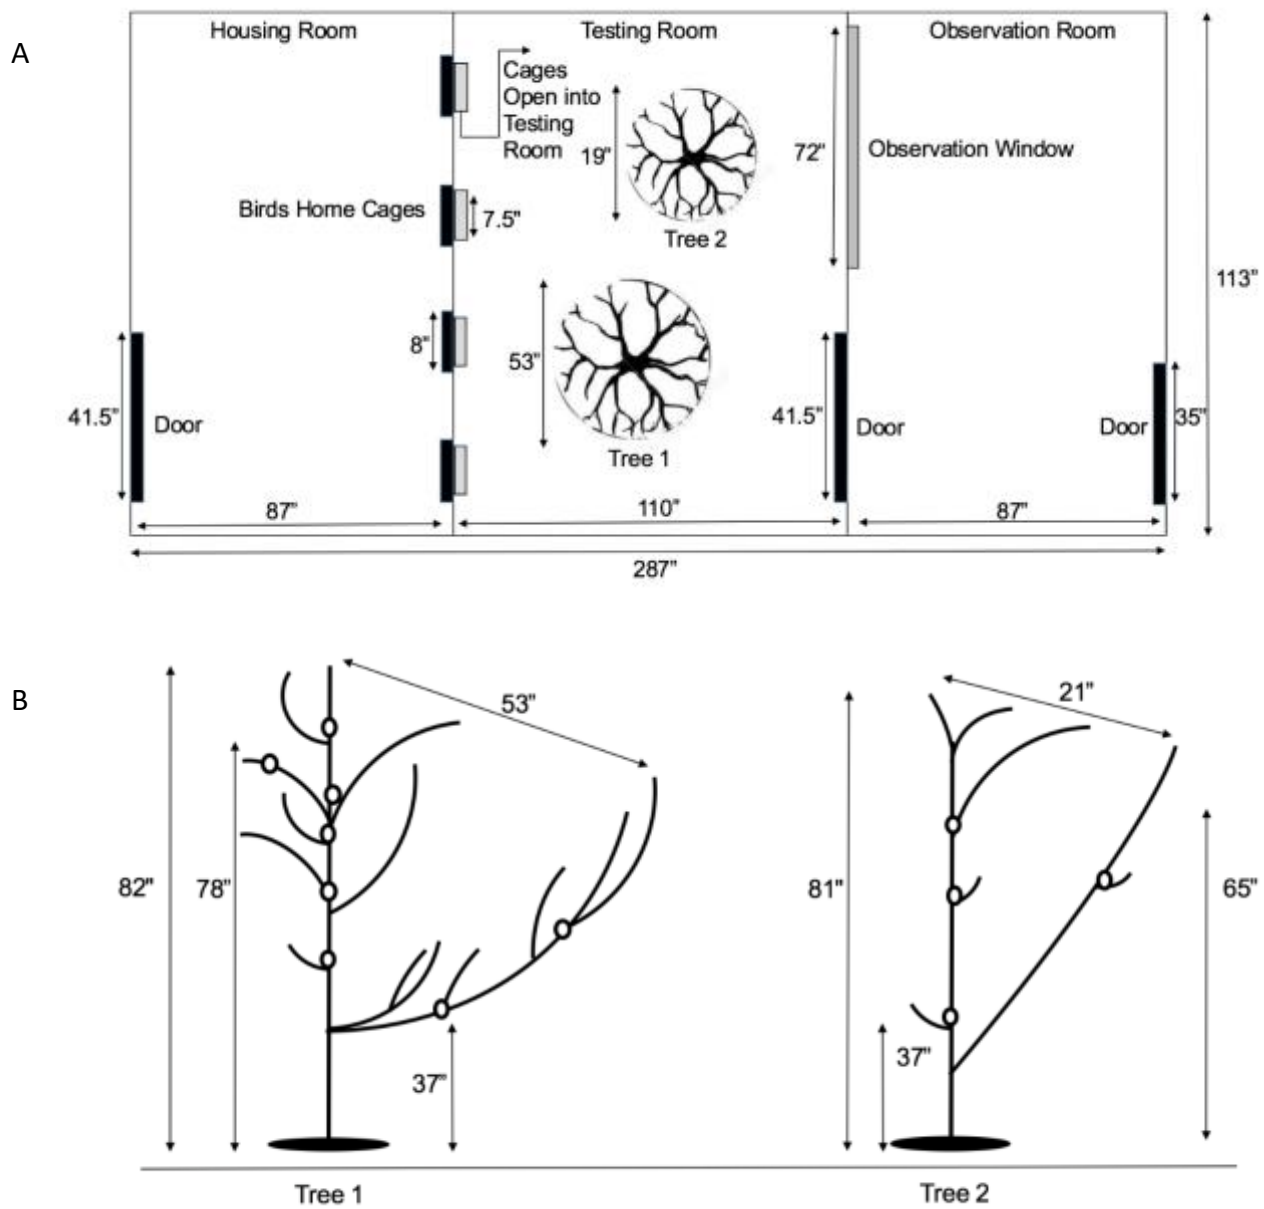 A
Housing Room
Testing Room
Observation Room
Cages
Open into
Testing
Room
19”
72”
Observation Window
Birds Home Cages
7.5”
Tree 2
113”
8”
53”
41.5”
Door
41.5”
Door
Door
35”
Tree 1
87”
110”
87”
287”
B
53”
21”
82”
78”
81”
65”
37”
37”
Tree 1
Tree 2